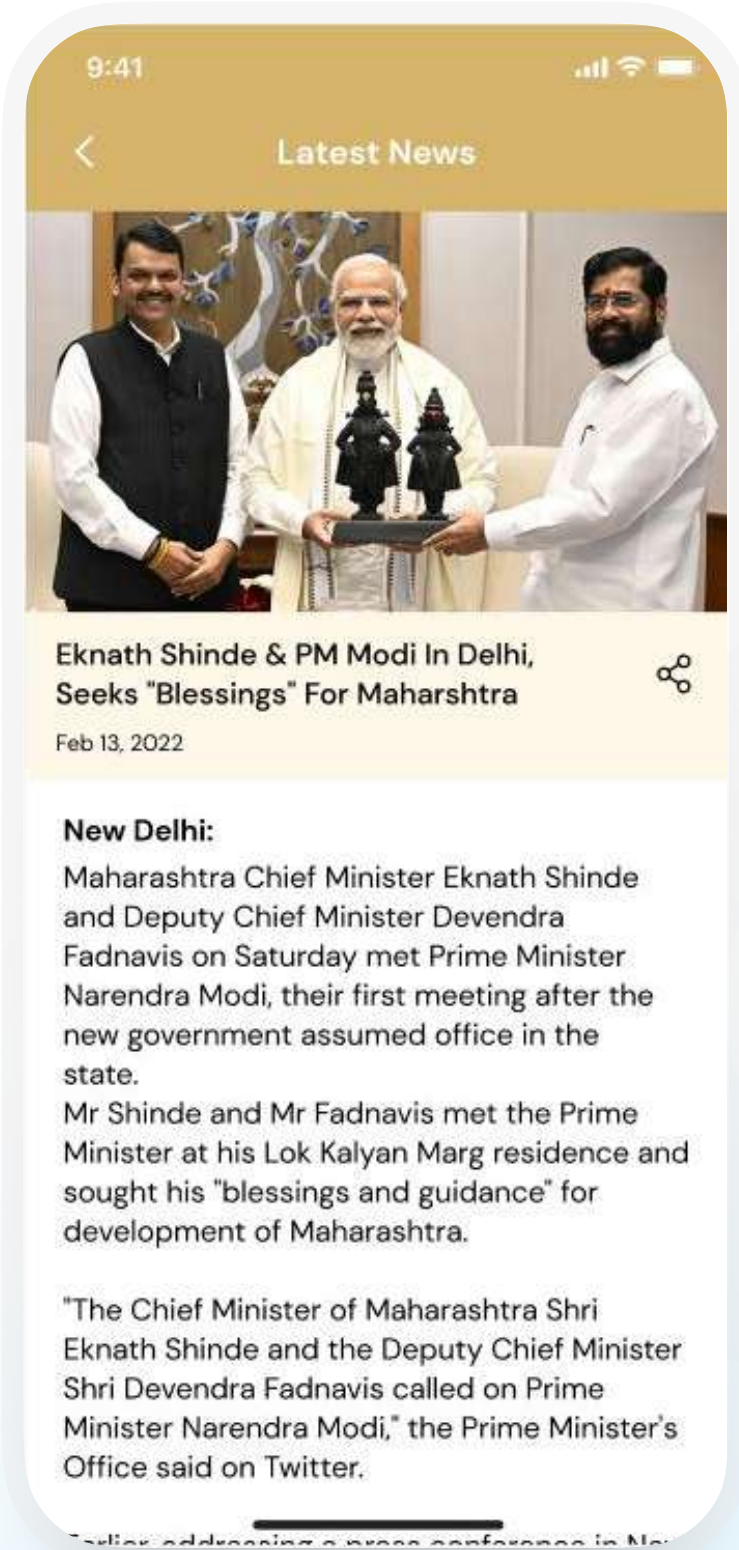 9:41
Latest News
Eknath Shinde & PM Modi In Delhi,
Seeks "Blessings" For Maharshtra
Feb 13, 2022
New Delhi:
Maharashtra Chief Minister Eknath Shinde
and Deputy Chief Minister Devendra
Fadnavis on Saturday met Prime Minister
Narendra Modi, their first meeting after the
new government assumed office in the
state.
Mr Shinde and Mr Fadnavis met the Prime
Minister at his Lok Kalyan Marg residence and
sought his "blessings and guidance" for
development of Maharashtra.
"The Chief Minister of Maharashtra Shri
Eknath Shinde and the Deputy Chief Minister
Shri Devendra Fadnavis called on Prime
Minister Narendra Modi," the Prime Minister's
Office said on Twitter.
Earlier, addressing a press conference in